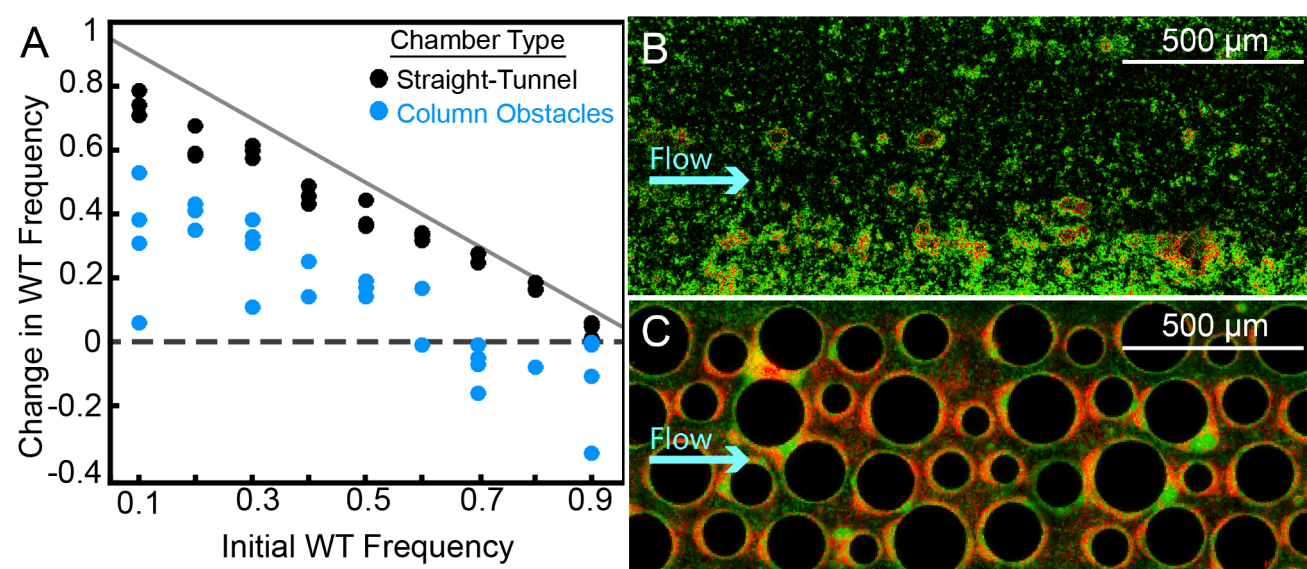 A
Change in WT Frequency
1
0.8
0.6
0.4
0.2
0
-0.2
-0.4
0.1
0.3
0.5
0.7
0.9
Initial WT Frequency
Chamber Type
Straight-Tunnel
Column Obstacles
B
500 µm
Flow
C
500 µm
Flow